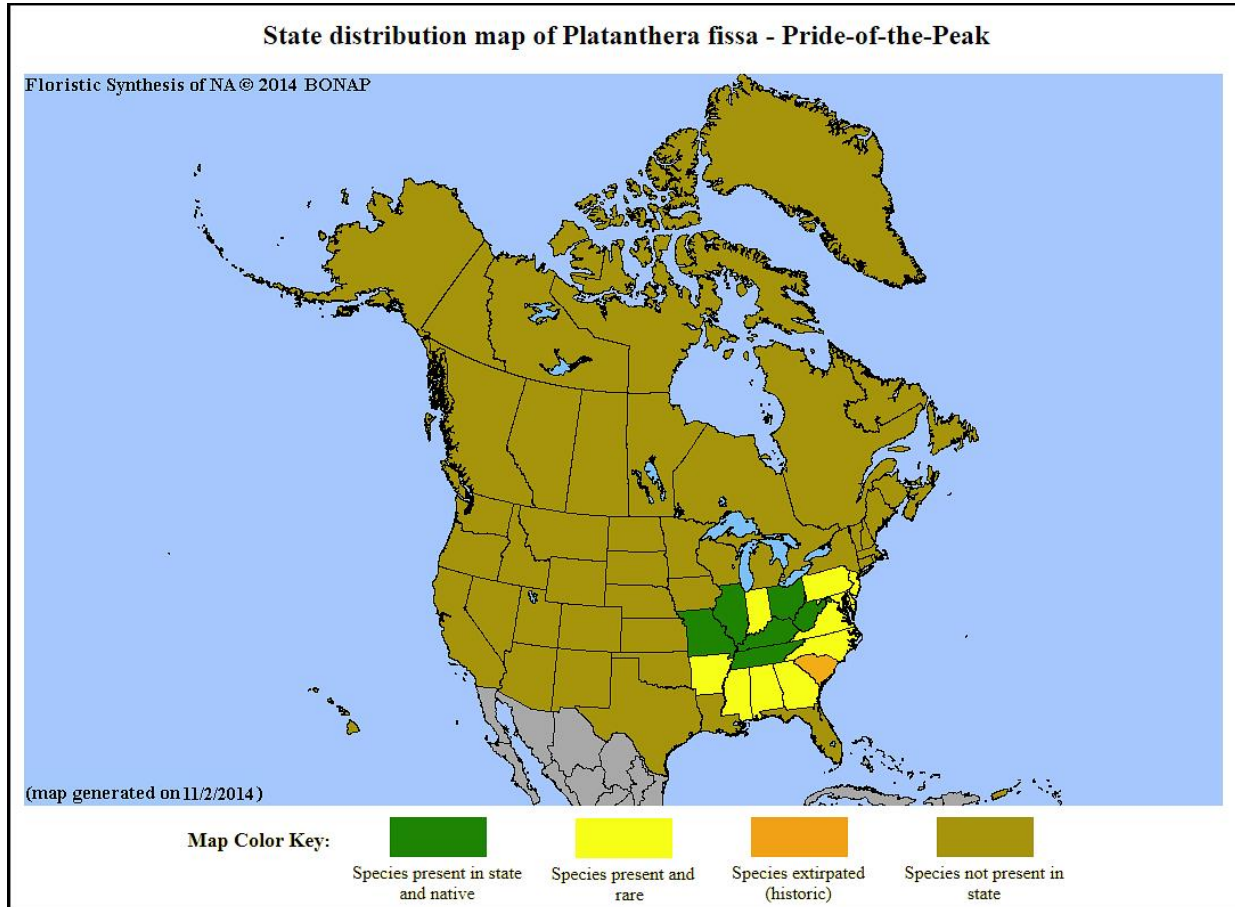 State distribution map of Platanthera fissa - Pride-of-the-Peak
Floristic Synthesis of NA © 2014 BONAP
(map generated on 11/2/2014)
Map Color Key:
Species present in state
and native
Species present and
rare
Species extirpated
(historic)
Species not present in
state